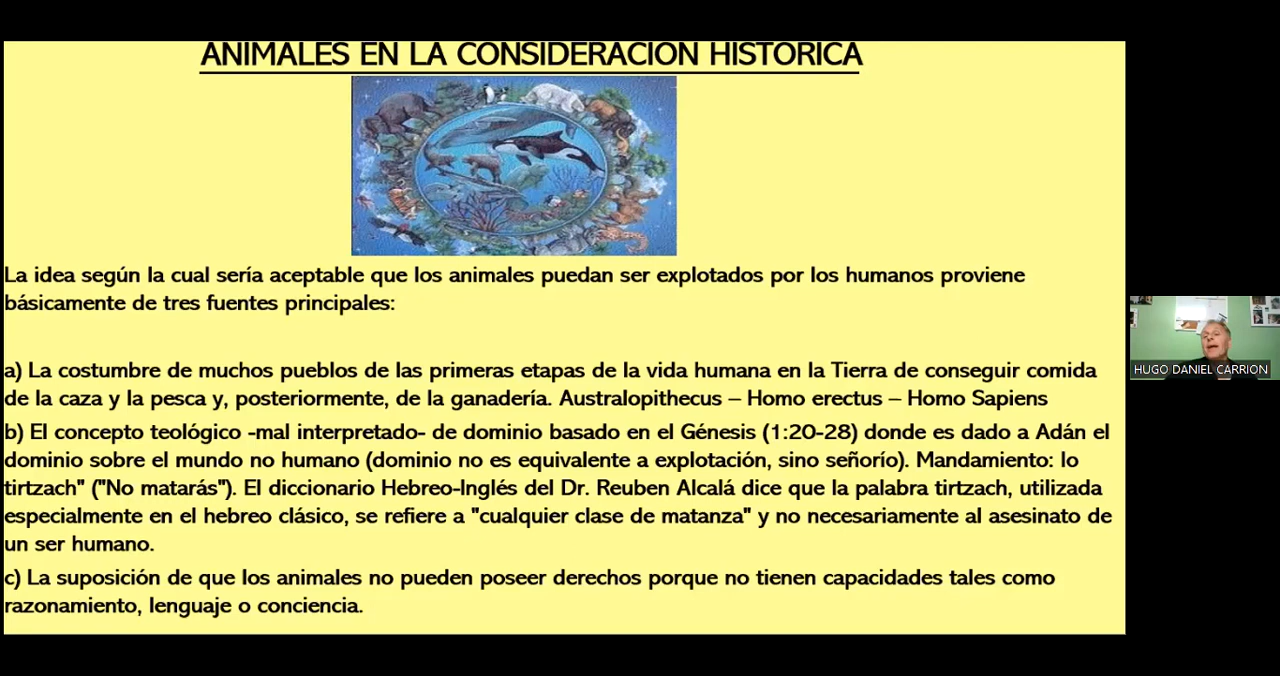 ANIMALES EN LA CONSIDERACION HISTORICA
La idea según la cual sería aceptable que los animales puedan ser explotados por los humanos proviene
básicamente de tres fuentes principales:
a) La costumbre de muchos pueblos de las primeras etapas de la vida humana en la Tierra de conseguir comida
de la caza y la pesca y, posteriormente, de la ganadería. Australopithecus – Homo erectus – Homo Sapiens
b) El concepto teológico -mal interpretado- de dominio basado en el Génesis (1:20-28) donde es dado a Adán el
dominio sobre el mundo no humano (dominio no es equivalente a explotación, sino señorío). Mandamiento: lo
tirtzach" ("No matarás"). El diccionario Hebreo-Inglés del Dr. Reuben Alcalá dice que la palabra tirtzach, utilizada
especialmente en el hebreo clásico, se refiere a "cualquier clase de matanza" y no necesariamente al asesinato de
un ser humano.
c) La suposición de que los animales no pueden poseer derechos porque no tienen capacidades tales como
razonamiento, lenguaje o conciencia.
HUGO DANIEL CARRION